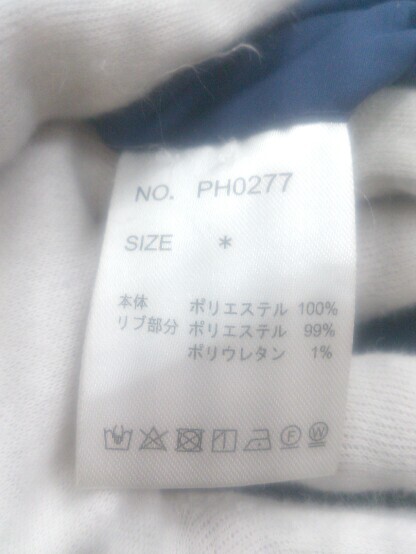 NO. PH0277
SIZE *
本体 ポリエステル 100%
リブ部分 ポリエステル 99%
ポリウレタン 1%